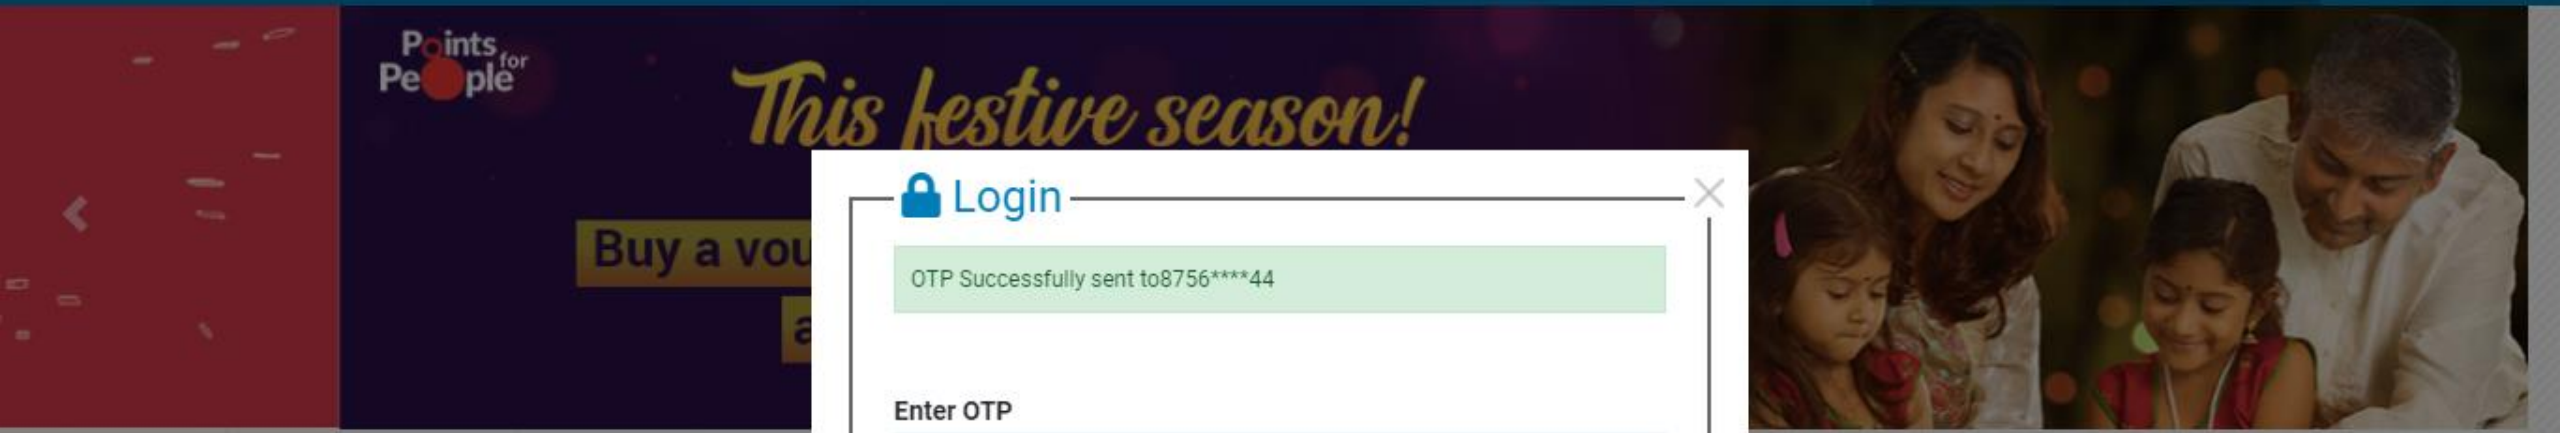 Points for
People
This festive season!
Login
Buy a vou
OTP Successfully sent to8756****44
a
Enter OTP